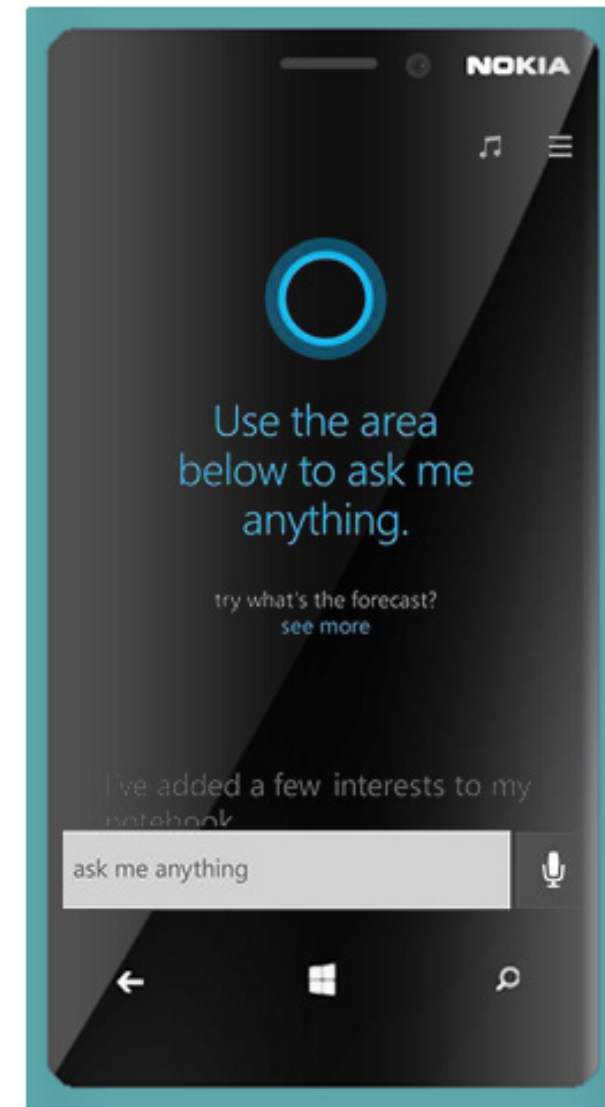 NOKIA
Use the area
below to ask me
anything.
try what's the forecast?
see more
I've added a few interests to my
notebook
ask me anything